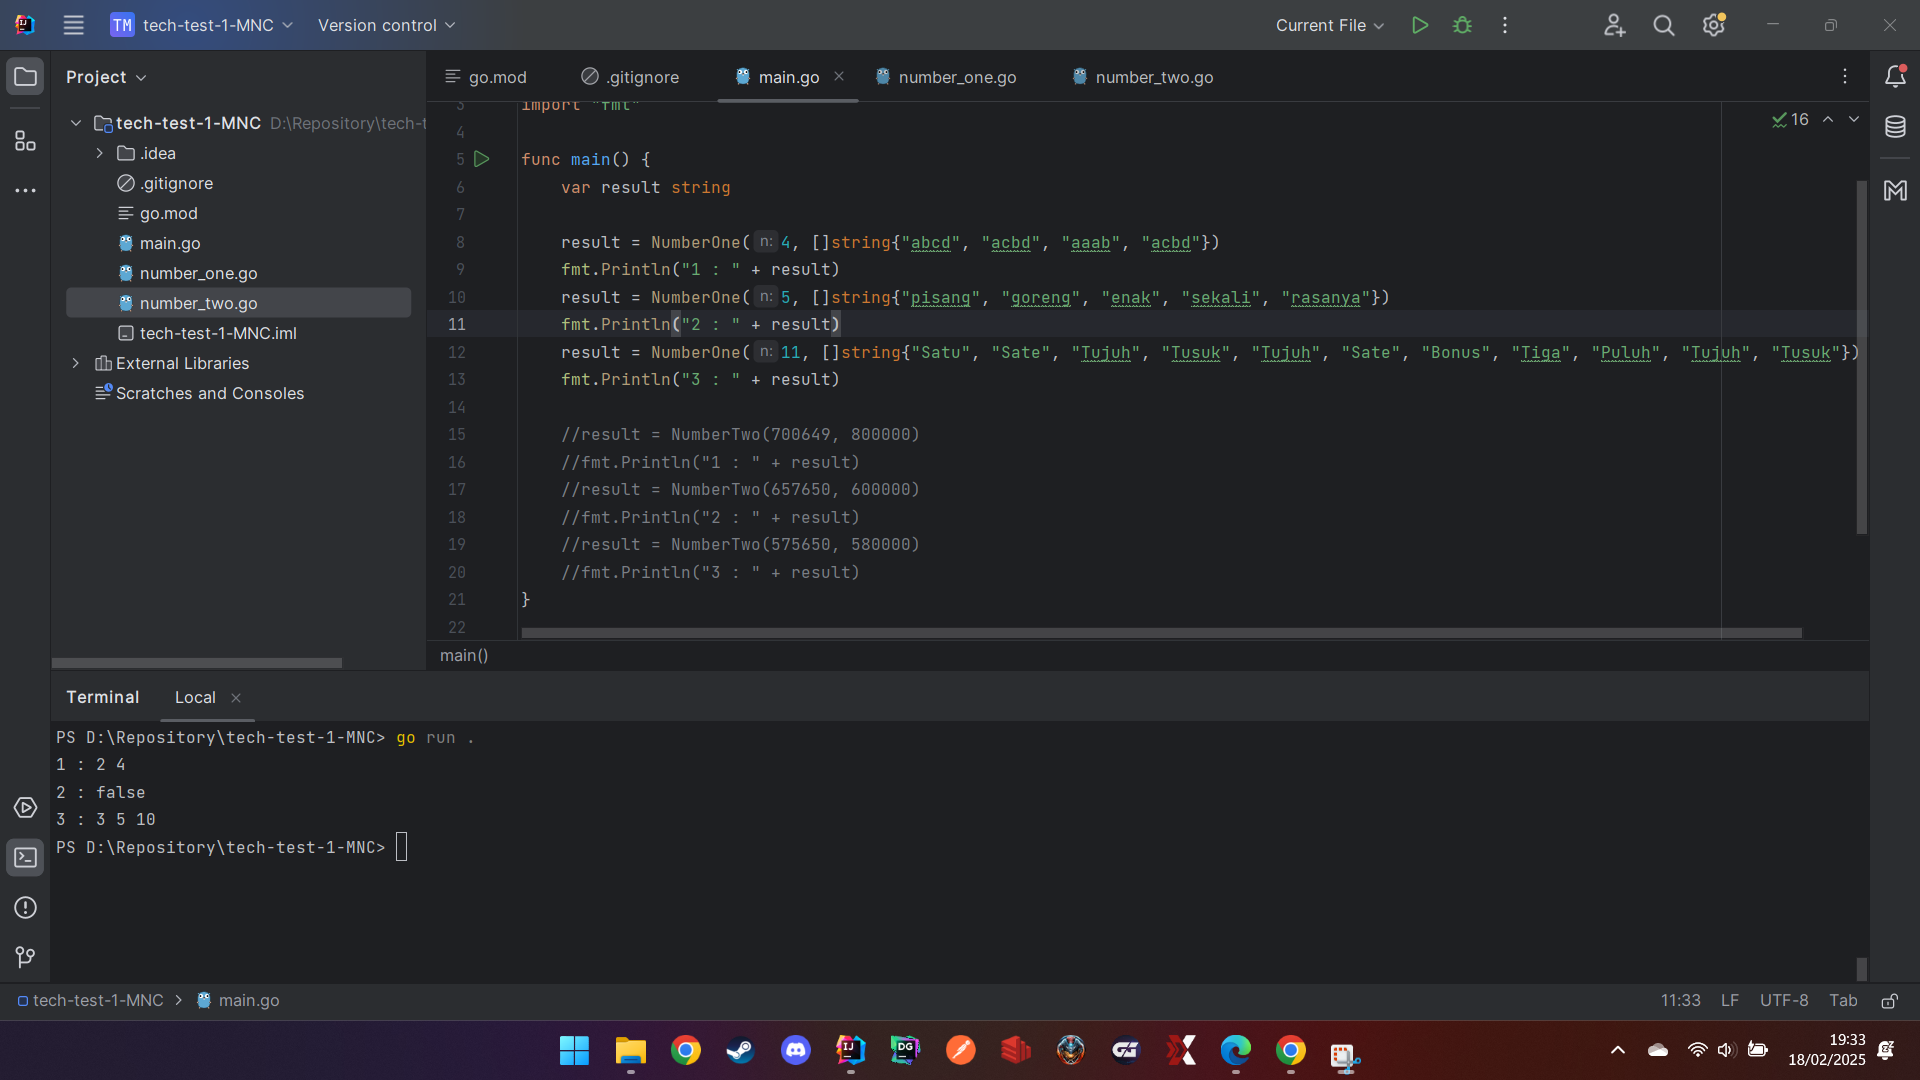 TM tech-test-1-MNC Version control Current File
Project
go.mod .gitignore main.go number_one.go number_two.go
tech-test-1-MNC D:\Repository\tech-t
.idea
.gitignore
go.mod
main.go
number_one.go
number_two.go
tech-test-1-MNC.iml
External Libraries
Scratches and Consoles
16
3 import "fmt"
4
5 func main() {
6 var result string
7
8 result = NumberOne( n: 4, []string{"abcd", "acbd", "aaab", "acbd"})
9 fmt.Println("1 : " + result)
10 result = NumberOne( n: 5, []string{"pisang", "goreng", "enak", "sekali", "rasanya"})
11 fmt.Println("2 : " + result)
12 result = NumberOne( n: 11, []string{"Satu", "Sate", "Tujuh", "Tusuk", "Tujuh", "Sate", "Bonus", "Tiga", "Puluh", "Tujuh", "Tusuk"})
13 fmt.Println("3 : " + result)
14
15 //result = NumberTwo(700649, 800000)
16 //fmt.Println("1 : " + result)
17 //result = NumberTwo(657650, 600000)
18 //fmt.Println("2 : " + result)
19 //result = NumberTwo(575650, 580000)
20 //fmt.Println("3 : " + result)
21 }
22
main()
Terminal Local
PS D:\Repository\tech-test-1-MNC> go run .
1 : 2 4
2 : false
3 : 3 5 10
PS D:\Repository\tech-test-1-MNC>
tech-test-1-MNC main.go 11:33 LF UTF-8 Tab
19:33
18/02/2025